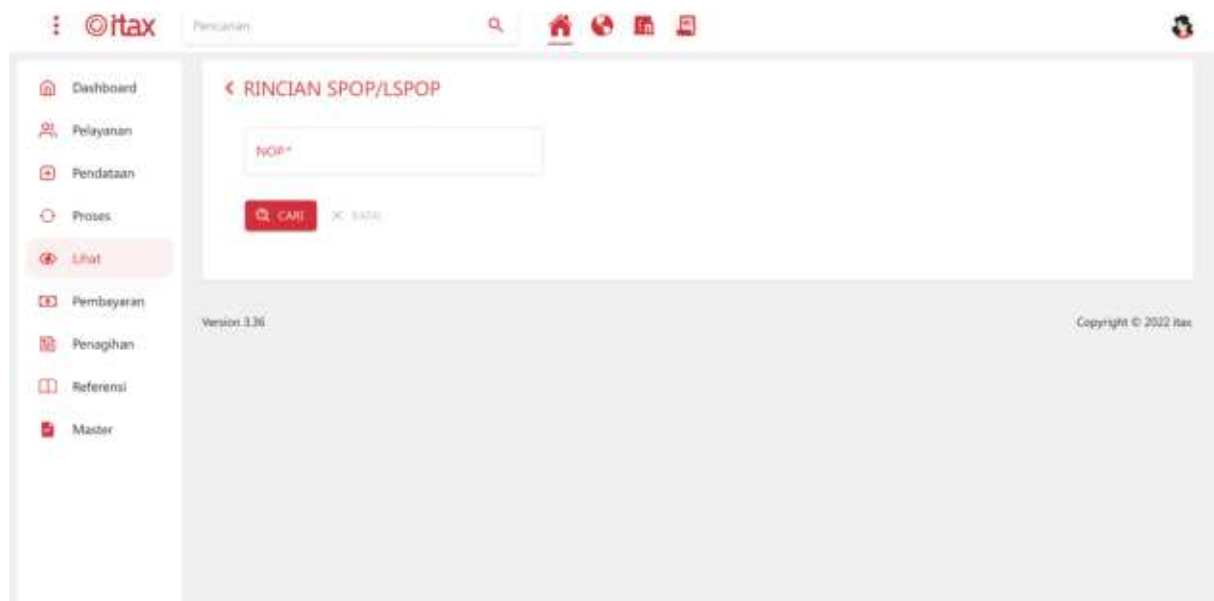 itax
Pencarian
Dashboard
Pelayanan
Pendataan
Proses
Lihat
Pembayaran
Penagihan
Referensi
Master
RINCIAN SPOP/LSPOP
NOP*
CARI
BATAL
Version 3.36
Copyright © 2022 itax